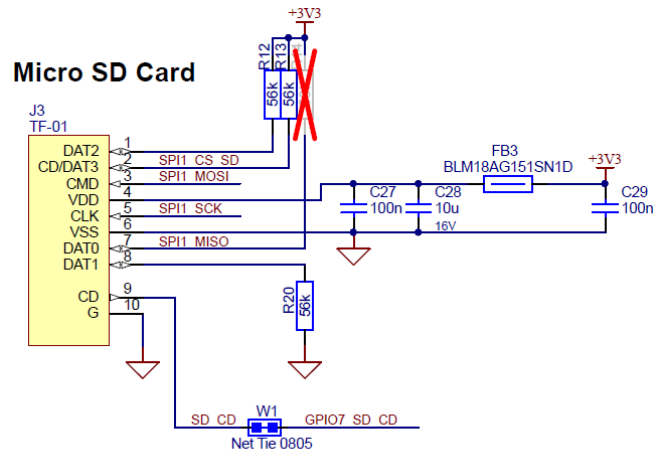 +3V3
R12
R13
56k
56k
Micro SD Card
J3
TF-01
DAT2 1
CD/DAT3 2 SPI1_CS_SD
CMD 3 SPI1_MOSI
VDD 4
CLK 5 SPI1_SCK
VSS 6
DAT0 7 SPI1_MISO
DAT1 8
CD 9
G 10
FB3
BLM18AG151SN1D
+3V3
C27
100n
C28
10u
16V
C29
100n
R20
56k
SD_CD W1 GPIO7_SD_CD
Net Tie 0805